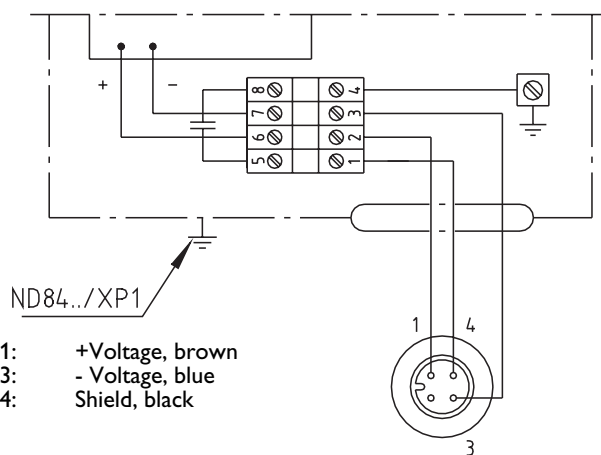 + −
8 4
7 3
6 2
5 1
ND84../XP1
1 4
1: +Voltage, brown
3: - Voltage, blue
4: Shield, black
3